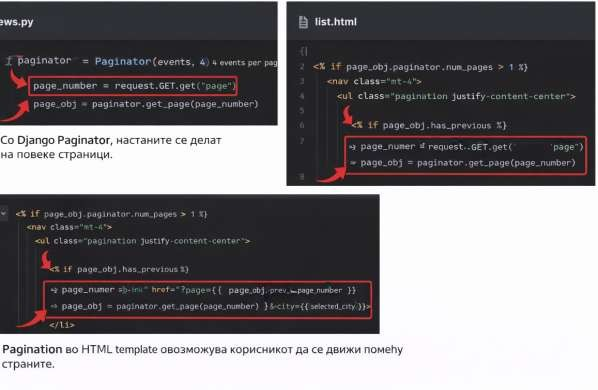 ews.py
paginator = Paginator(events, 4) 4 events per pag
page_number = request.GET.get("page")
page_obj = paginator.get_page(page_number)
Со Django Paginator, настаните се делат
на повеке страници.
list.html
{|
2 <% if page_obj.paginator.num_pages > 1 %}
3 <nav class="mt-4">
4 <ul class="pagination justify-content-center">
5
6 <% if page_obj.has_previous %}
7 page_numer = request..GET.get(' page")
page_obj = paginator.get_page(page_number)
8
<% if page_obj.paginator.num_pages > 1 %}
<nav class="mt-4">
<ul class="pagination justify-content-center">
<% if page_obj.has_previous %}
page_numer href="?page={{ page_obj.prev_page_number }}
page_obj = paginator.get_page(page_number) }&city={{selected_city}}>
</li>
Pagination во HTML template овозможува корисникот да се движи помеѓу
страните.